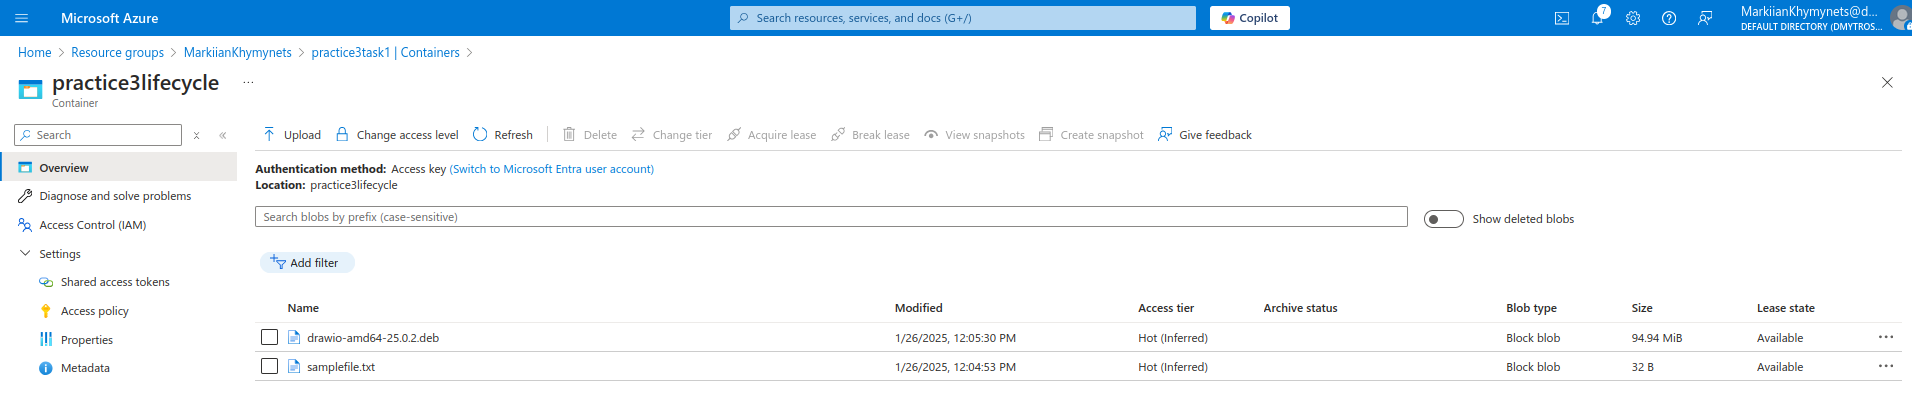 Microsoft Azure
Search resources, services, and docs (G+/)
Copilot
7
MarkiianKhymynets@d...
DEFAULT DIRECTORY (DMYTROS...
Home > Resource groups > MarkiianKhymynets > practice3task1 | Containers >
practice3lifecycle ...
Container
Search
Overview
Diagnose and solve problems
Access Control (IAM)
Settings
Shared access tokens
Access policy
Properties
Metadata
Upload Change access level Refresh Delete Change tier Acquire lease Break lease View snapshots Create snapshot Give feedback
Authentication method: Access key (Switch to Microsoft Entra user account)
Location: practice3lifecycle
Search blobs by prefix (case-sensitive)
Show deleted blobs
Add filter
Name Modified Access tier Archive status Blob type Size Lease state
drawio-amd64-25.0.2.deb 1/26/2025, 12:05:30 PM Hot (Inferred) Block blob 94.94 MiB Available ...
samplefile.txt 1/26/2025, 12:04:53 PM Hot (Inferred) Block blob 32 B Available ...